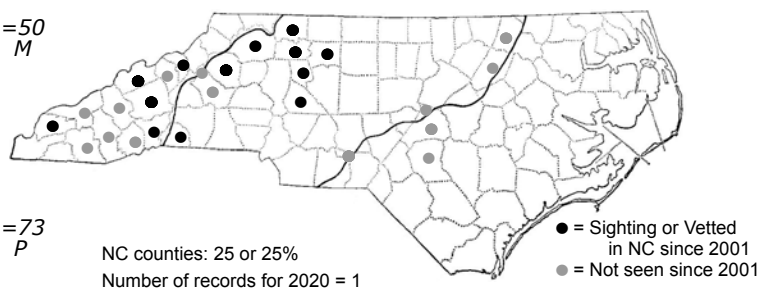 =50
M
=73
P
NC counties: 25 or 25%
Number of records for 2020 = 1
● = Sighting or Vetted
in NC since 2001
● = Not seen since 2001